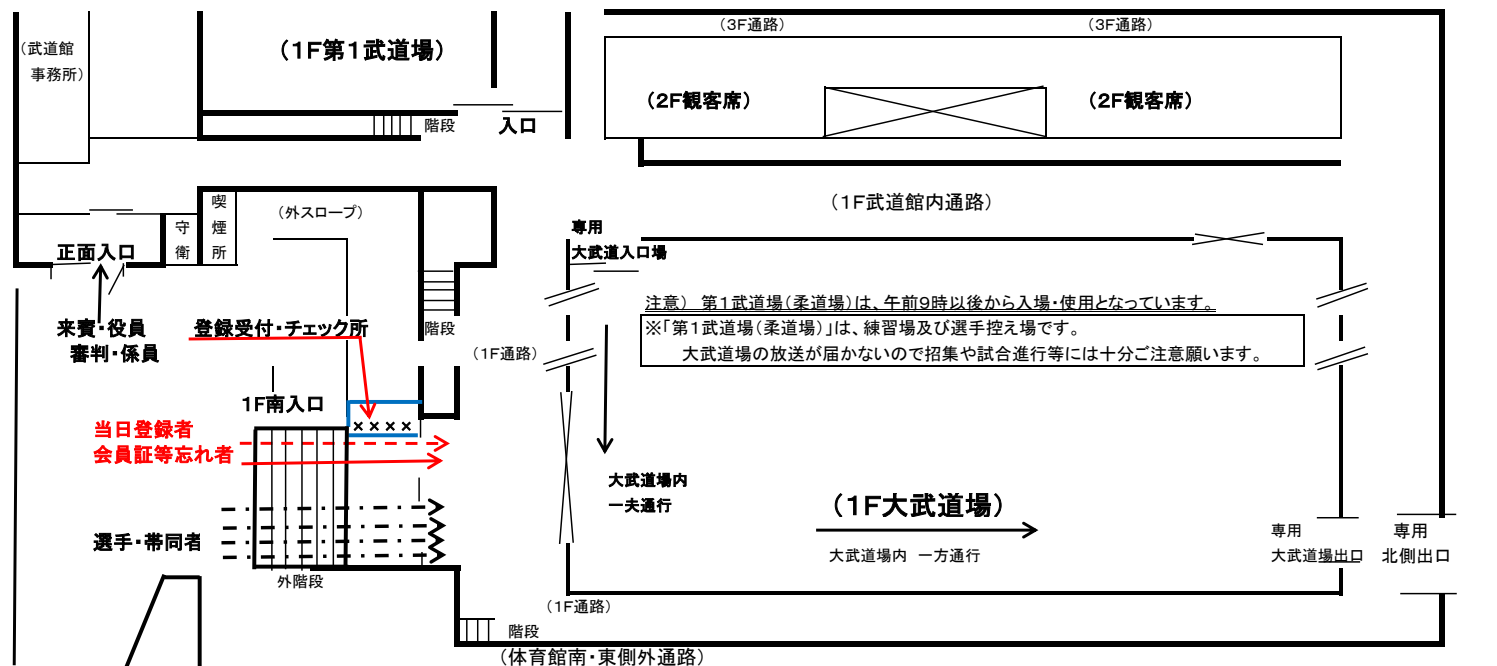 （3F通路）
（3F通路）
（武道館
事務所）
（1F第1武道場）
（2F観客席）
（2F観客席）
階段
入口
（1F武道館内通路）
喫煙所
（外スロープ）
守衛
専用
大武道入口場
正面入口
注意） 第1武道場（柔道場）は、午前9時以後から入場・使用となっています。
※「第1武道場（柔道場）」は、練習場及び選手控え場です。
大武道場の放送が届かないので招集や試合進行等には十分ご注意願います。
来賓・役員
審判・係員
登録受付・チェック所
階段
（1F通路）
1F南入口
当日登録者
会員証等忘れ者
××××
大武道場内
一夫通行
（1F大武道場）
大武道場内 一方通行
専用
大武道場出口
専用
北側出口
選手・帯同者
外階段
（1F通路）
階段
（体育館南・東側外通路）